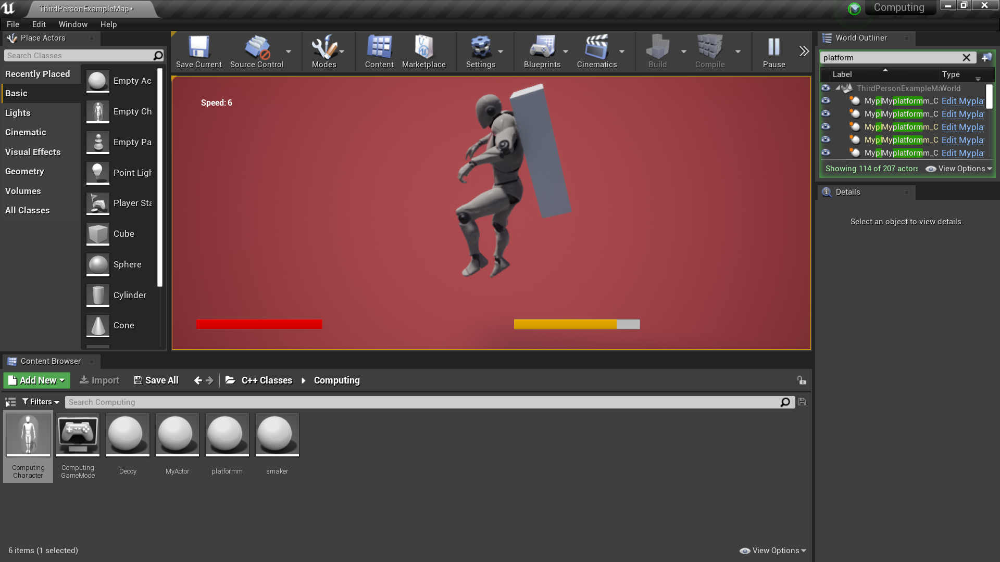 ThirdPersonExampleMap*
Computing
File Edit Window Help
Place Actors
Search Classes
Recently Placed
Basic
Lights
Cinematic
Visual Effects
Geometry
Volumes
All Classes
Empty Ac
Empty Ch
Empty Pa
Point Ligh
Player Sta
Cube
Sphere
Cylinder
Cone
Save Current
Source Control
Modes
Content
Marketplace
Settings
Blueprints
Cinematics
Build
Compile
Pause
Speed: 6
World Outliner
platform
Label Type
ThirdPersonExampleMa World
MyplMyplatformm_C Edit Mypla
MyplMyplatformm_C Edit Mypla
MyplMyplatformm_C Edit Mypla
MyplMyplatformm_C Edit Mypla
MyplMyplatformm_C Edit Mypla
Showing 114 of 207 actors View Options
Details
Select an object to view details.
Content Browser
Add New Import Save All C++ Classes Computing
Filters Search Computing
Computing
Character
Computing
GameMode
Decoy
MyActor
platformm
smaker
6 items (1 selected) View Options